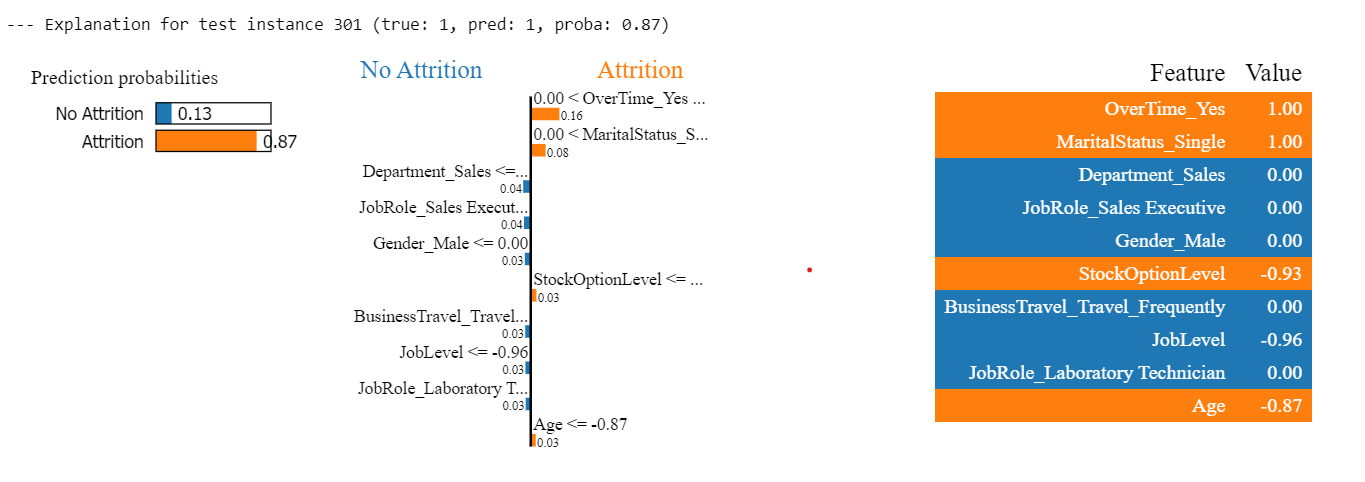 --- Explanation for test instance 301 (true: 1, pred: 1, proba: 0.87)
Prediction probabilities
No Attrition 0.13
Attrition 0.87
No Attrition Attrition
0.00 < OverTime_Yes ...
0.16
0.00 < MaritalStatus_S...
0.08
Department_Sales <=...
0.04
JobRole_Sales Execut...
0.04
Gender_Male <= 0.00
0.03
StockOptionLevel <= ...
0.03
BusinessTravel_Travel...
0.03
JobLevel <= -0.96
0.03
JobRole_Laboratory T...
0.03
Age <= -0.87
0.03
Feature Value
OverTime_Yes 1.00
MaritalStatus_Single 1.00
Department_Sales 0.00
JobRole_Sales Executive 0.00
Gender_Male 0.00
StockOptionLevel -0.93
BusinessTravel_Travel_Frequently 0.00
JobLevel -0.96
JobRole_Laboratory Technician 0.00
Age -0.87